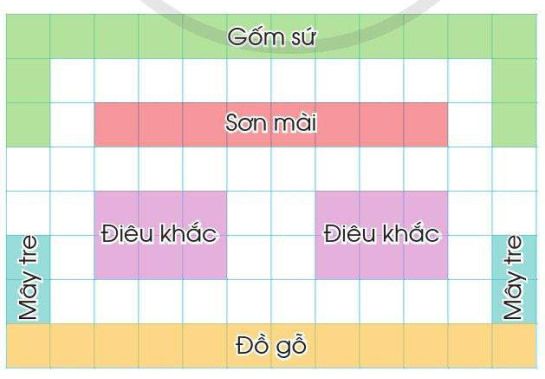 Gốm sứ
Sơn mài
Điêu khắc
Điêu khắc
Mây tre
Mây tre
Đồ gỗ